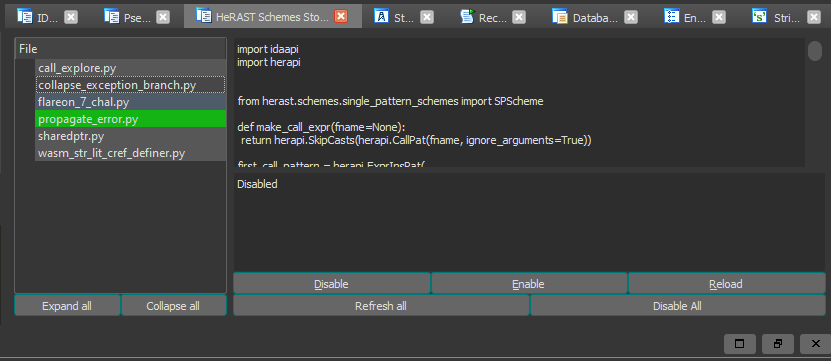 ID...
Pse...
HeRAST Schemes Sto...
St...
Rec...
Databa...
En...
Stri...
File
call_explore.py
collapse_exception_branch.py
flareon_7_chal.py
propagate_error.py
sharedptr.py
wasm_str_lit_cref_definer.py
Expand all
Collapse all
import idaapi
import herapi
from herast.schemes.single_pattern_schemes import SPScheme
def make_call_expr(fname=None):
return herapi.SkipCasts(herapi.CallPat(fname, ignore_arguments=True))
first_call_pattern = herapi.ExprInsPat(
Disabled
Disable
Enable
Reload
Refresh all
Disable All